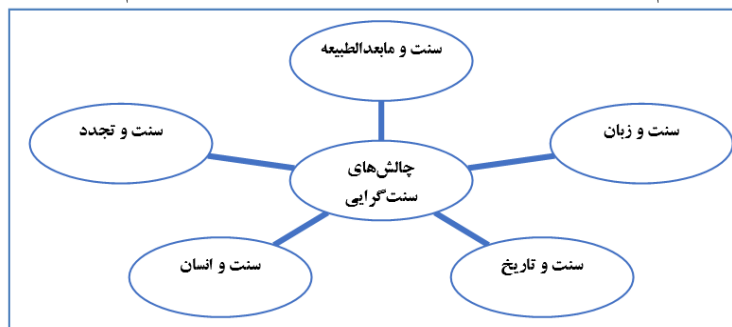 سنت و مابعدالطبیعه
سنت و زبان
سنت و تجدد
چالش‌های
سنت‌گرایی
سنت و تاریخ
سنت و انسان